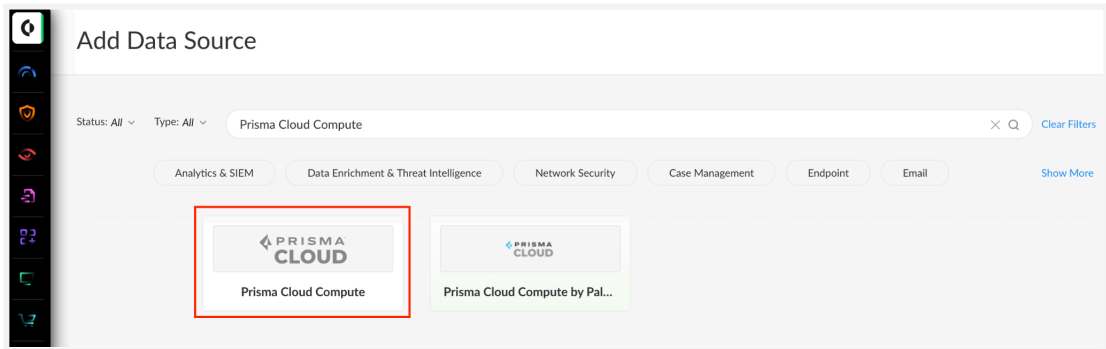 Add Data Source
Status: All Type: All Prisma Cloud Compute Clear Filters
Analytics & SIEM Data Enrichment & Threat Intelligence Network Security Case Management Endpoint Email Show More
PRISMA PRISMA
CLOUD CLOUD
Prisma Cloud Compute Prisma Cloud Compute by Pal...